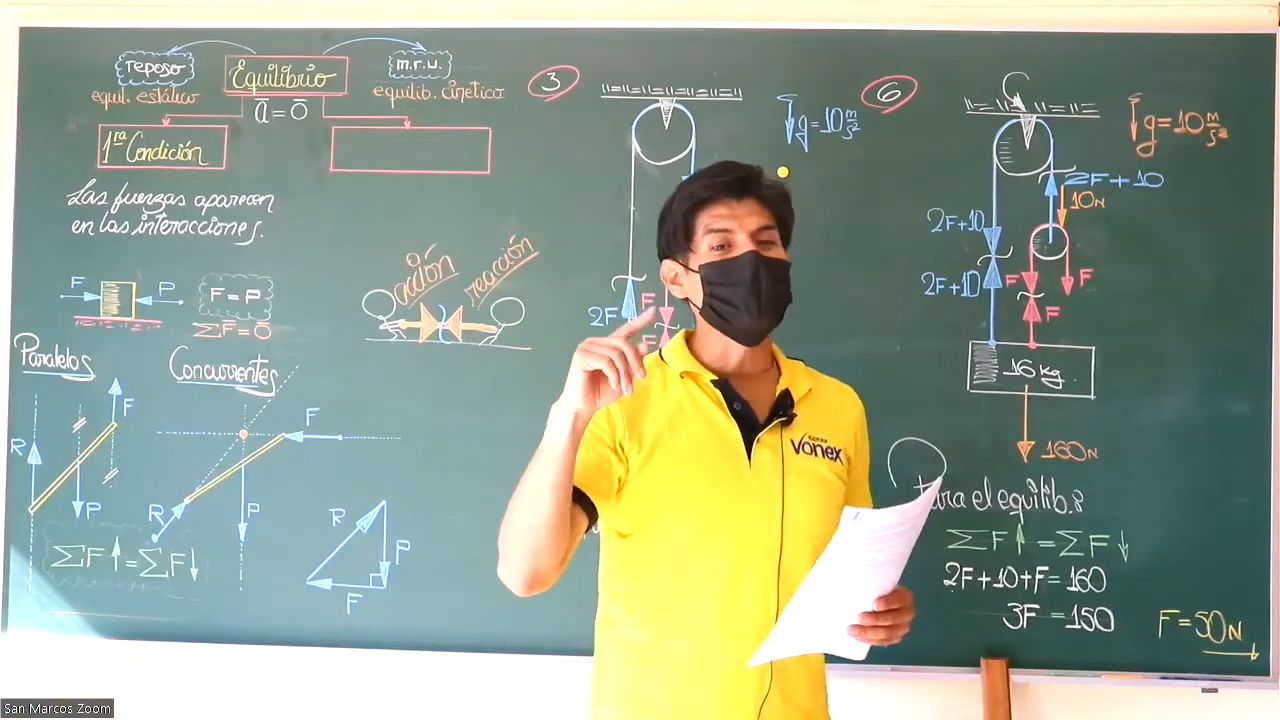 reposo
Equilibrio
m.r.u.
equil. estático
equilib. cinético
a̅=0̅
1ra Condición
Las fuerzas aparecen
en las interacciones.
F
P
F=P
ΣF̅=0̅
acción
reacción
Paralelos
Concurrentes
F
R
P
F
R
P
ΣF↑=ΣF↓
R
P
F
3
g=10 m/s²
2F
F
6
g=10 m/s²
2F+10
10N
2F+10
2F+10
F
F
F
16kg.
160N
Para el equilib.
ΣF↑=ΣF↓
2F+10+F=160
3F=150
F=50N
Vonex
San Marcos Zoom